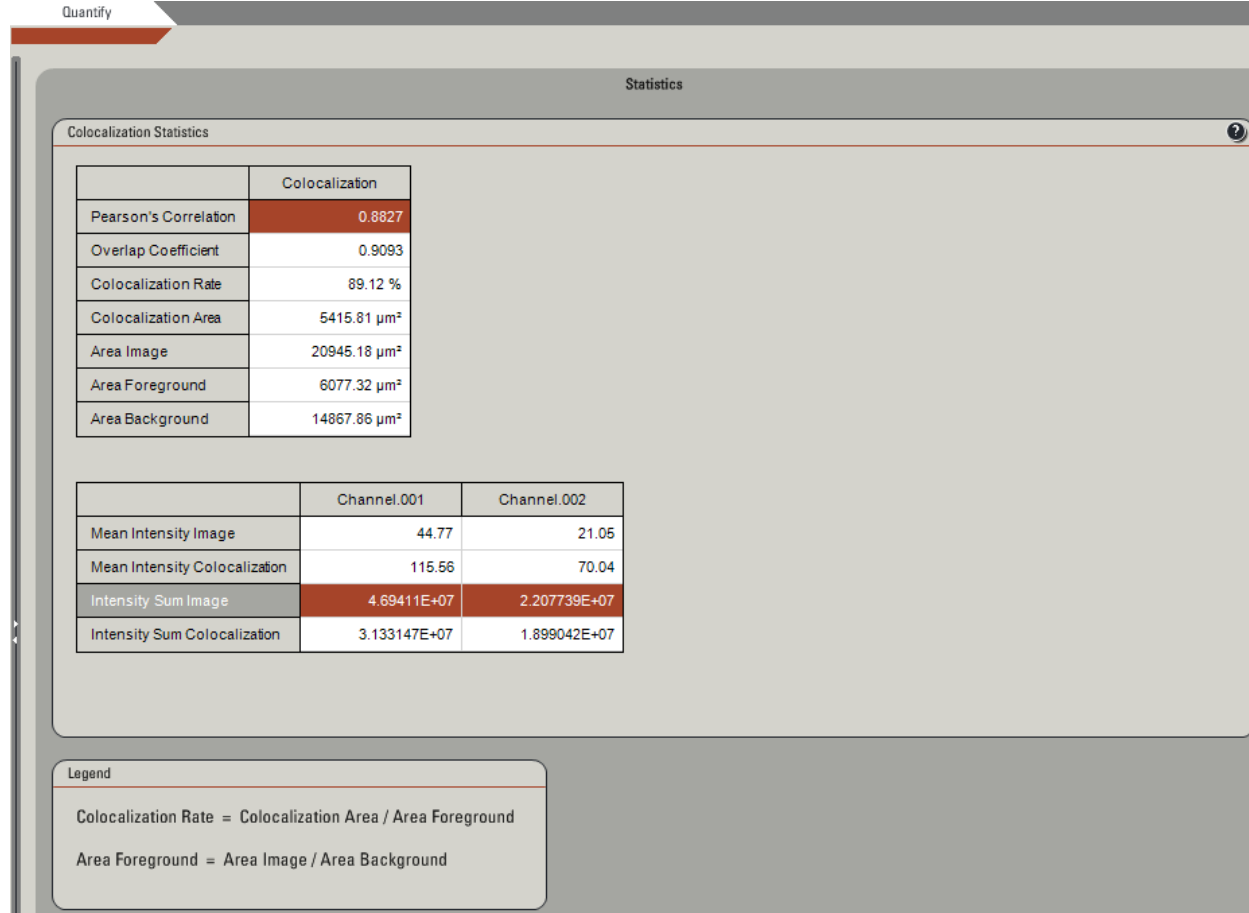 Quantify
Statistics
Colocalization Statistics
?
Colocalization
Pearson's Correlation 0.8827
Overlap Coefficient 0.9093
Colocalization Rate 89.12 %
Colocalization Area 5415.81 µm²
Area Image 20945.18 µm²
Area Foreground 6077.32 µm²
Area Background 14867.86 µm²
Channel.001 Channel.002
Mean Intensity Image 44.77 21.05
Mean Intensity Colocalization 115.56 70.04
Intensity Sum Image 4.69411E+07 2.207739E+07
Intensity Sum Colocalization 3.133147E+07 1.899042E+07
Legend
Colocalization Rate = Colocalization Area / Area Foreground
Area Foreground = Area Image / Area Background